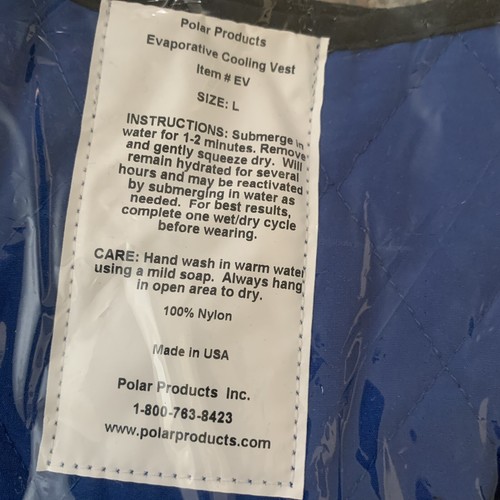 Polar Products
Evaporative Cooling Vest
Item # EV
SIZE: L
INSTRUCTIONS: Submerge in
water for 1-2 minutes. Remove
and gently squeeze dry. Will
remain hydrated for several
hours and may be reactivated
by submerging in water as
needed. For best results,
complete one wet/dry cycle
before wearing.
CARE: Hand wash in warm water
using a mild soap. Always hang
in open area to dry.
100% Nylon
Made in USA
Polar Products Inc.
1-800-763-8423
www.polarproducts.com